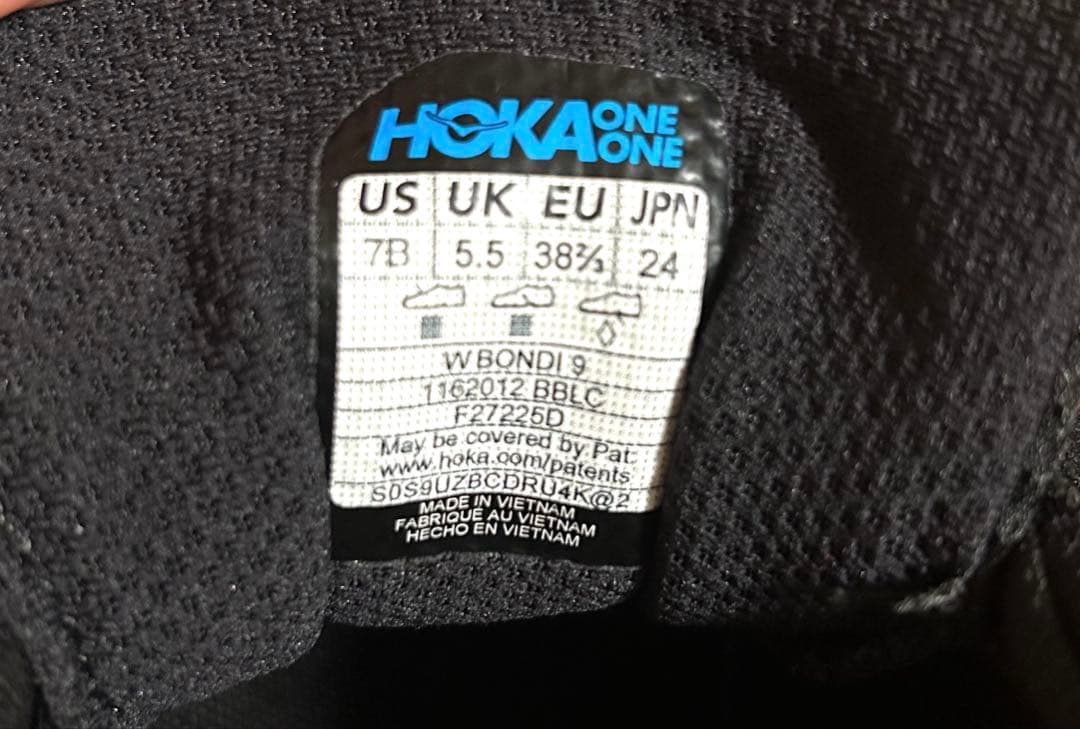 HOKA ONE ONE
US UK EU JPN
7B 5.5 38⅔ 24
W BONDI 9
1162012 BBLC
F27225D
May be covered by Pat:
www.hoka.com/patents
S0S9UZBCDRU4K@2
MADE IN VIETNAM
FABRIQUE AU VIETNAM
HECHO EN VIETNAM